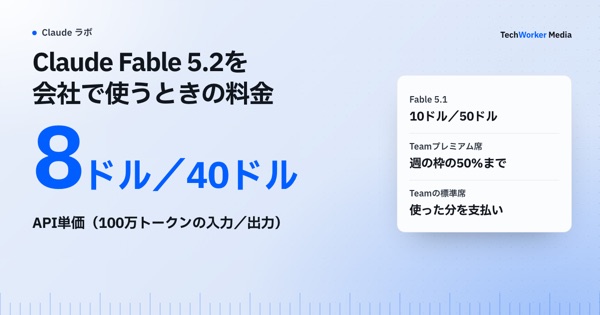 Claude ラボ
TechWorker Media
Claude Fable 5.2を
会社で使うときの料金
8ドル／40ドル
API単価（100万トークンの入力／出力）
Fable 5.1
10ドル／50ドル
Teamプレミアム席
週の枠の50%まで
Teamの標準席
使った分を支払い